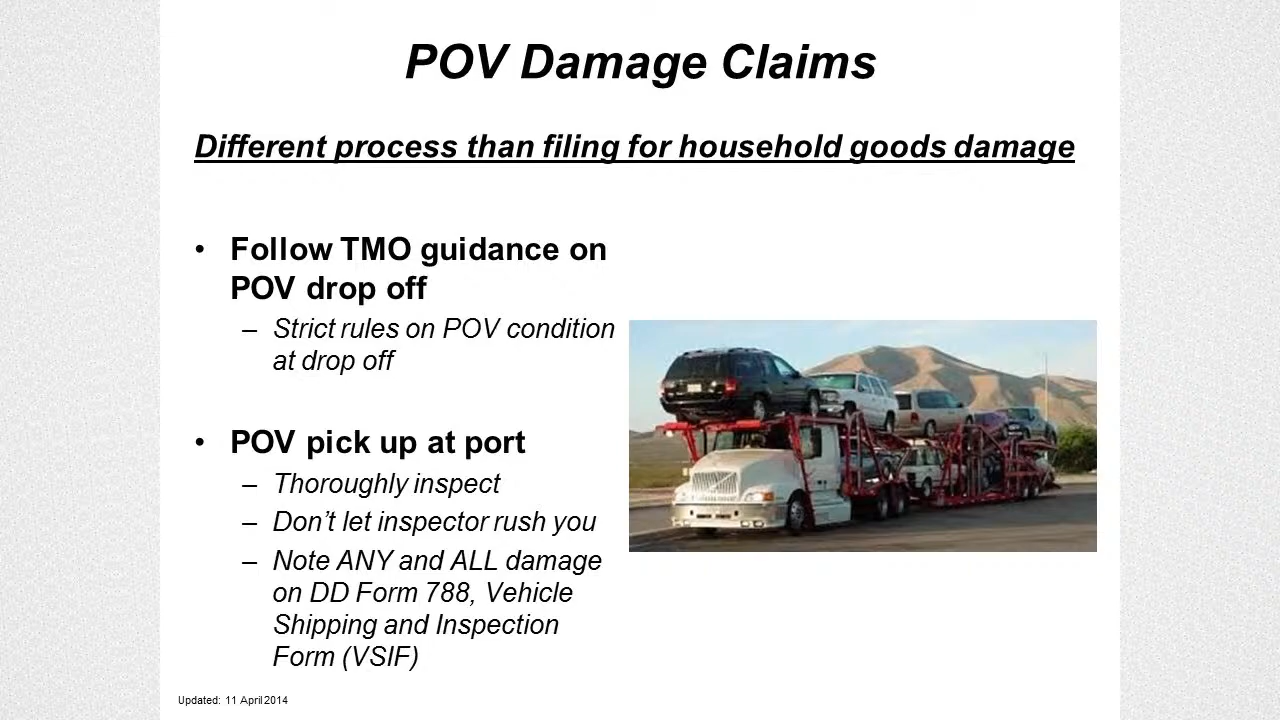 POV Damage Claims
Different process than filing for household goods damage
• Follow TMO guidance on
POV drop off
– Strict rules on POV condition
at drop off
• POV pick up at port
– Thoroughly inspect
– Don’t let inspector rush you
– Note ANY and ALL damage
on DD Form 788, Vehicle
Shipping and Inspection
Form (VSIF)
Updated: 11 April 2014